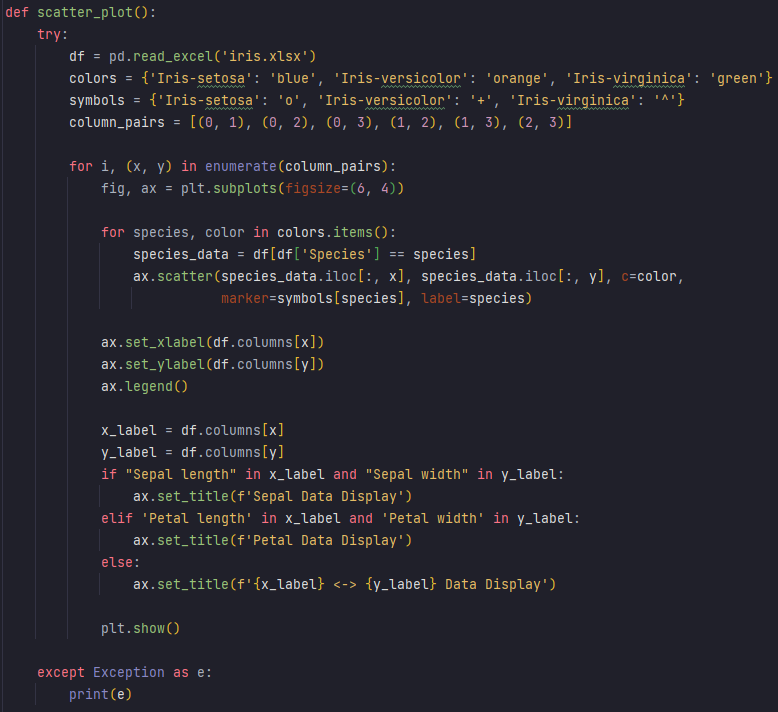 def scatter_plot():
    try:
        df = pd.read_excel('iris.xlsx')
        colors = {'Iris-setosa': 'blue', 'Iris-versicolor': 'orange', 'Iris-virginica': 'green'}
        symbols = {'Iris-setosa': 'o', 'Iris-versicolor': '+', 'Iris-virginica': '^'}
        column_pairs = [(0, 1), (0, 2), (0, 3), (1, 2), (1, 3), (2, 3)]

        for i, (x, y) in enumerate(column_pairs):
            fig, ax = plt.subplots(figsize=(6, 4))

            for species, color in colors.items():
                species_data = df[df['Species'] == species]
                ax.scatter(species_data.iloc[:, x], species_data.iloc[:, y], c=color,
                           marker=symbols[species], label=species)

            ax.set_xlabel(df.columns[x])
            ax.set_ylabel(df.columns[y])
            ax.legend()

            x_label = df.columns[x]
            y_label = df.columns[y]
            if "Sepal length" in x_label and "Sepal width" in y_label:
                ax.set_title(f'Sepal Data Display')
            elif 'Petal length' in x_label and 'Petal width' in y_label:
                ax.set_title(f'Petal Data Display')
            else:
                ax.set_title(f'{x_label} <-> {y_label} Data Display')

            plt.show()

    except Exception as e:
        print(e)